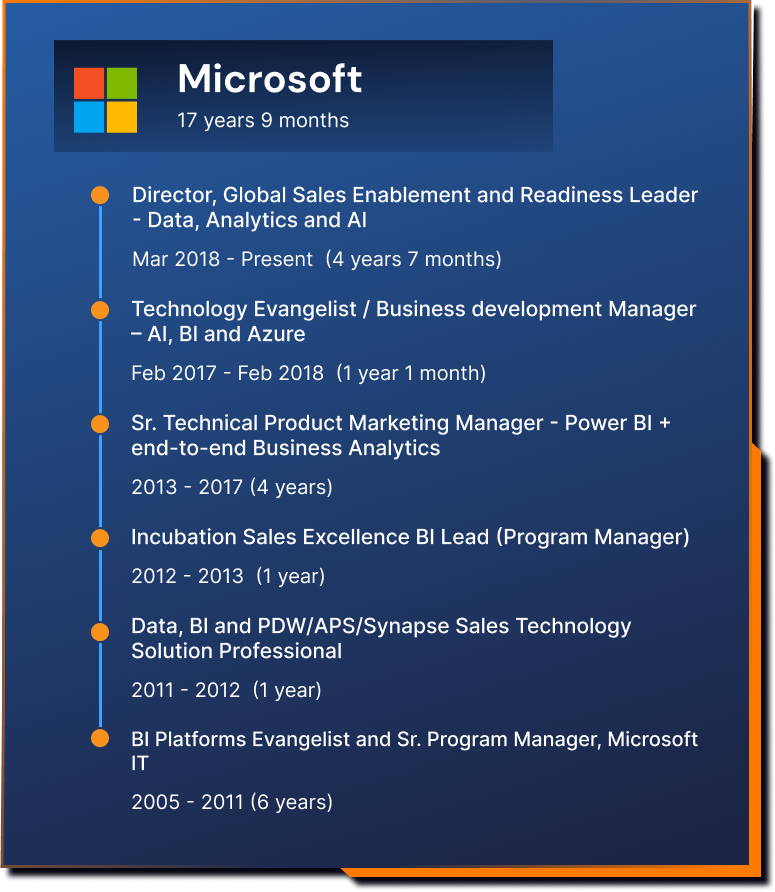 Microsoft
17 years 9 months
Director, Global Sales Enablement and Readiness Leader
- Data, Analytics and AI
Mar 2018 - Present (4 years 7 months)
Technology Evangelist / Business development Manager
– AI, BI and Azure
Feb 2017 - Feb 2018 (1 year 1 month)
Sr. Technical Product Marketing Manager - Power BI +
end-to-end Business Analytics
2013 - 2017 (4 years)
Incubation Sales Excellence BI Lead (Program Manager)
2012 - 2013 (1 year)
Data, BI and PDW/APS/Synapse Sales Technology
Solution Professional
2011 - 2012 (1 year)
BI Platforms Evangelist and Sr. Program Manager, Microsoft
IT
2005 - 2011 (6 years)